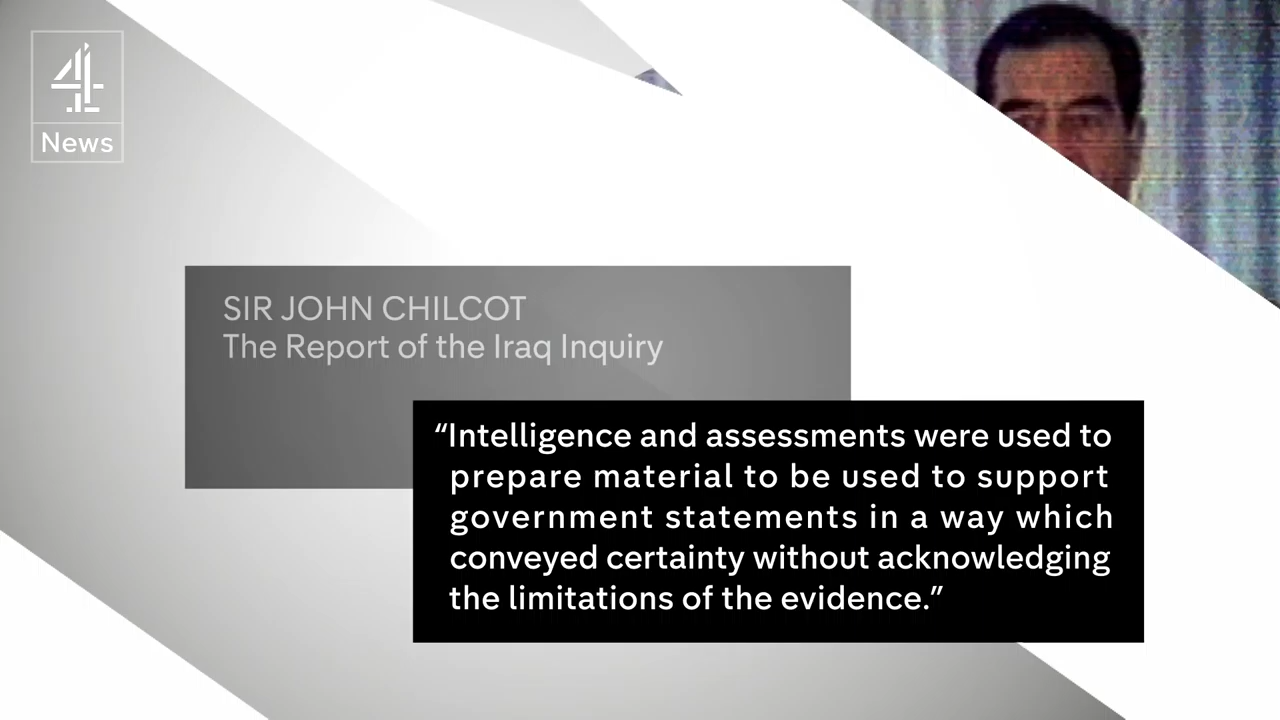 4
News
SIR JOHN CHILCOT
The Report of the Iraq Inquiry
“Intelligence and assessments were used to
prepare material to be used to support
government statements in a way which
conveyed certainty without acknowledging
the limitations of the evidence.”